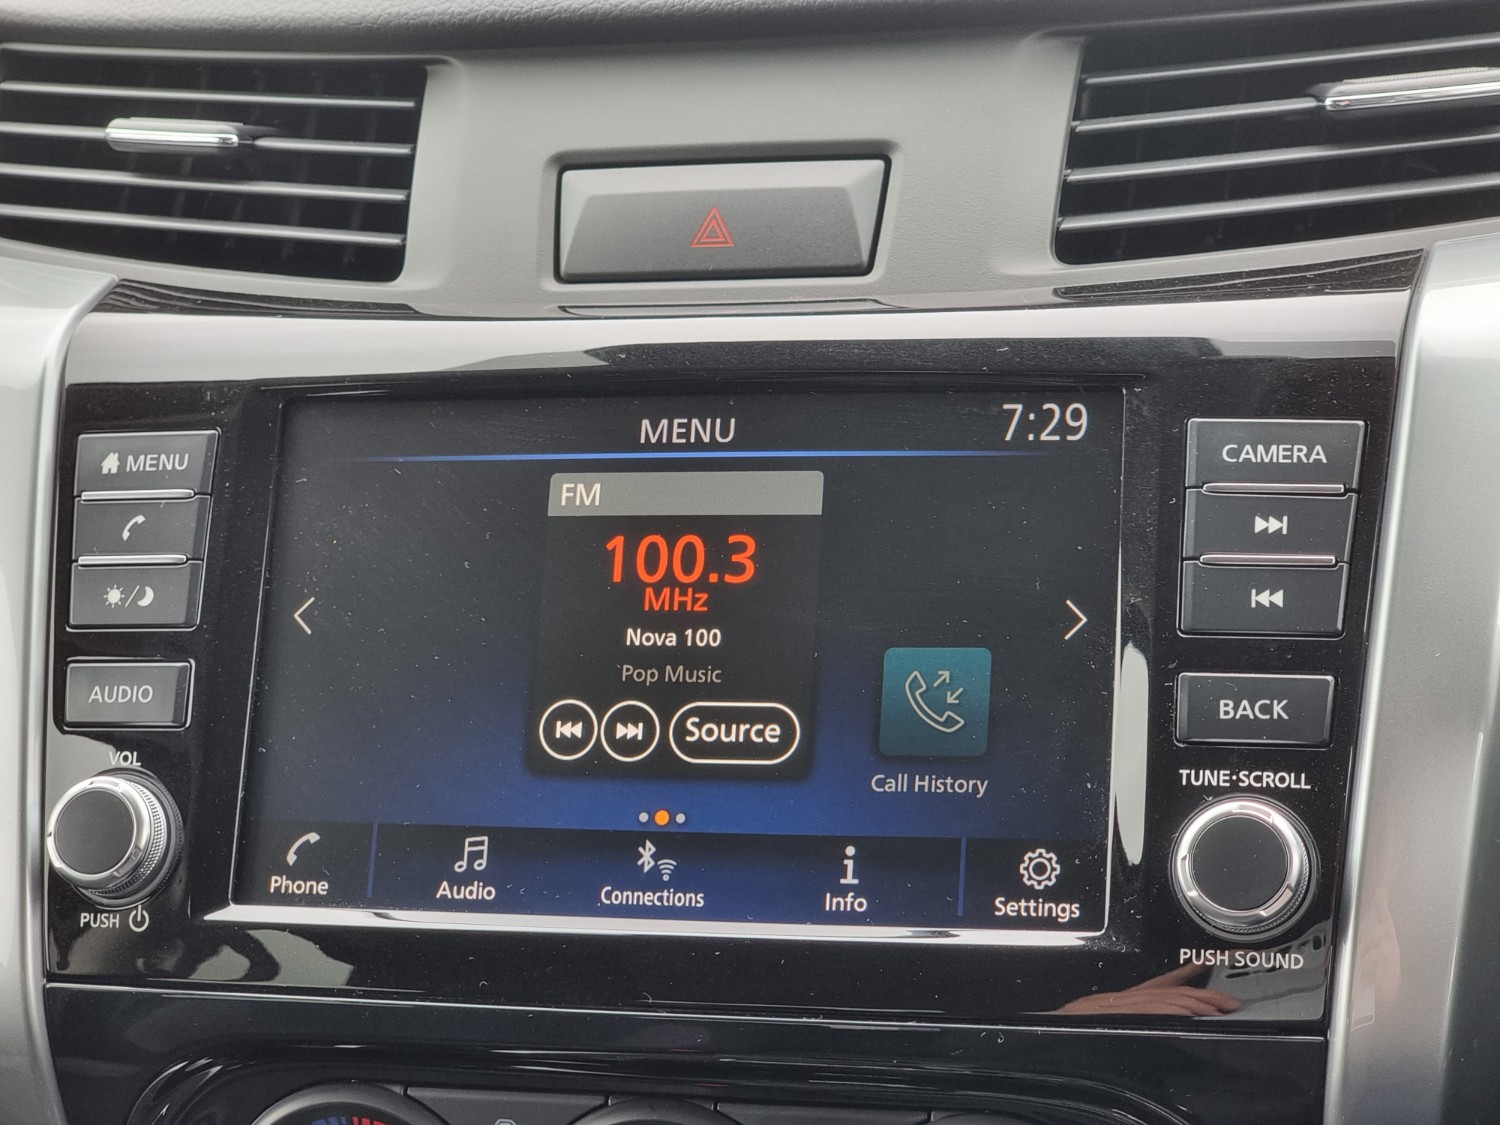 MENU
7:29
MENU
CAMERA
FM
100.3
MHz
Nova 100
Pop Music
Source
AUDIO
BACK
Call History
VOL
TUNE·SCROLL
Phone
Audio
Connections
Info
Settings
PUSH
PUSH SOUND